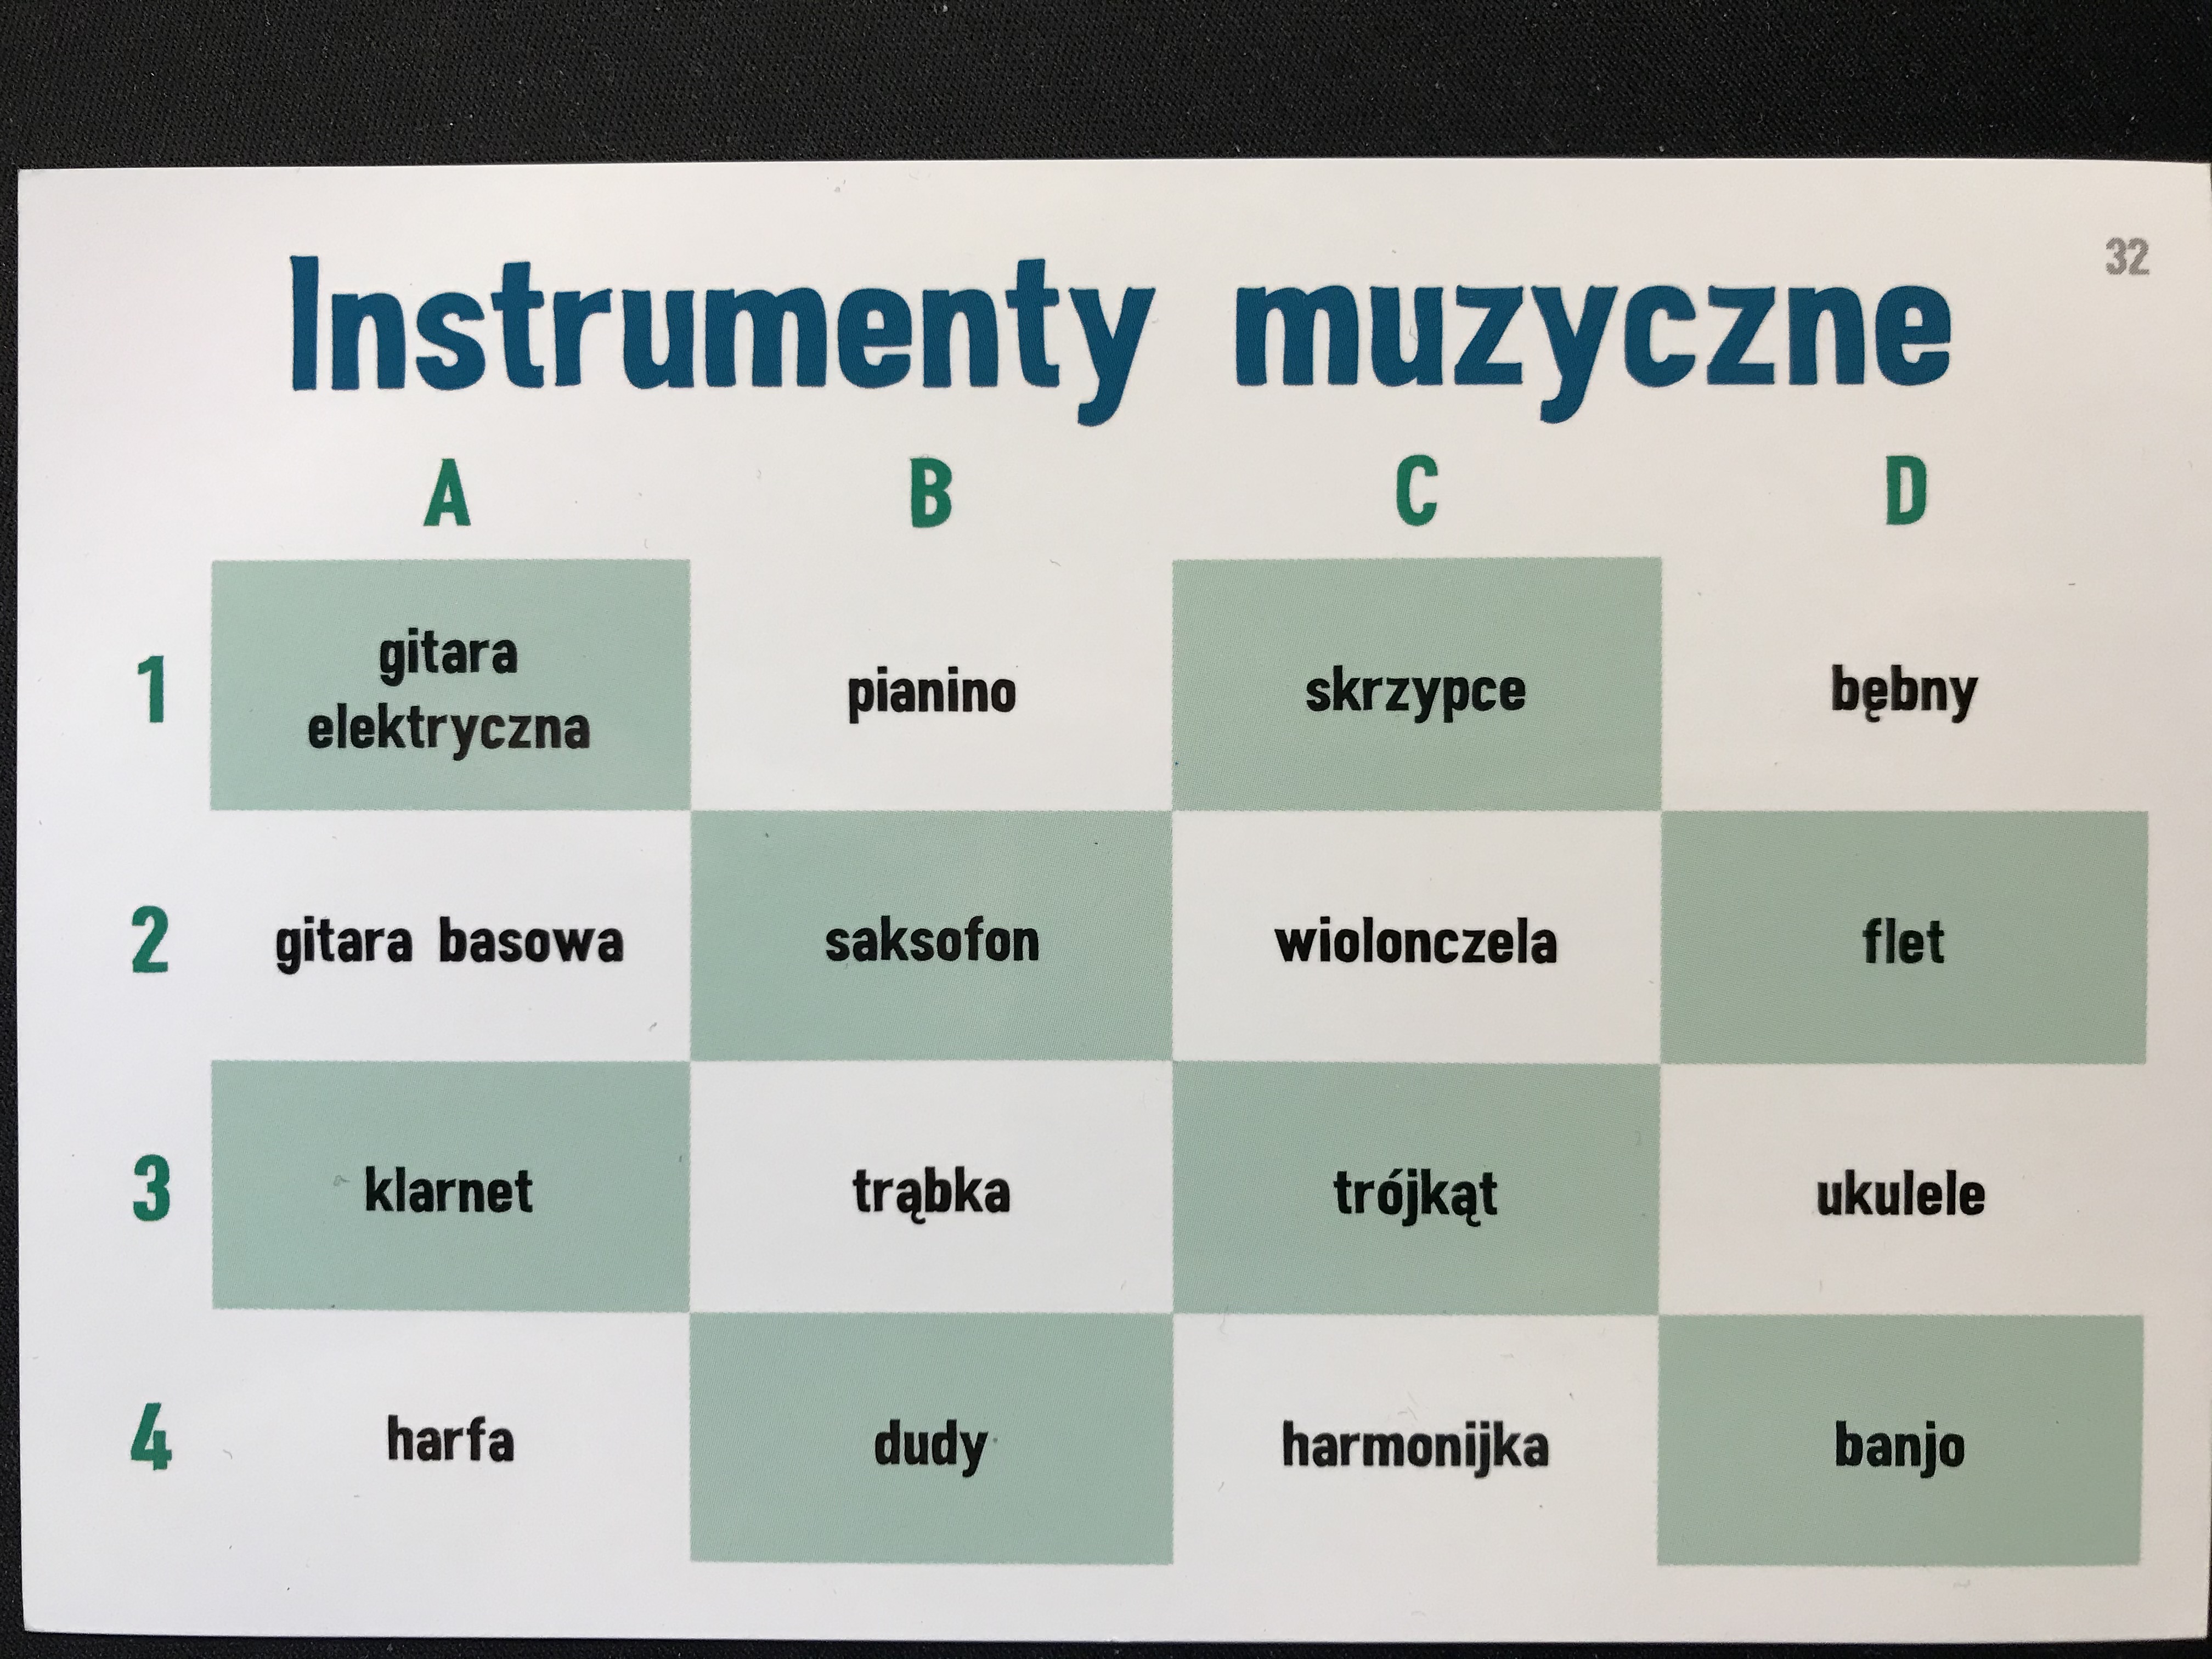 32
Instrumenty muzyczne
A B C D
1 gitara elektryczna pianino skrzypce bębny
2 gitara basowa saksofon wiolonczela flet
3 klarnet trąbka trójkąt ukulele
4 harfa dudy harmonijka banjo